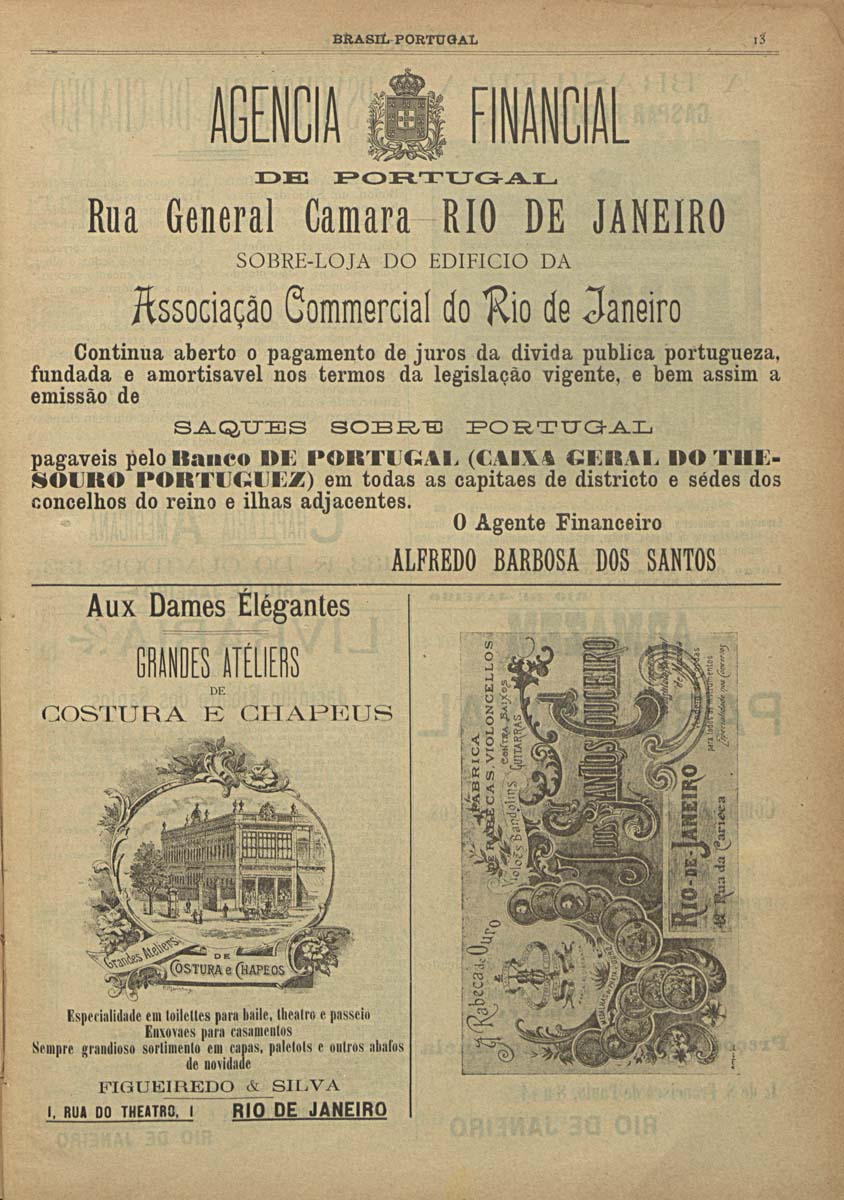 BRASIL-PORTUGAL
13
AGENCIA FINANCIAL
DE PORTUGAL
Rua General Camara — RIO DE JANEIRO
SOBRE-LOJA DO EDIFICIO DA
Associação Commercial do Rio de Janeiro
Continua aberto o pagamento de juros da divida publica portugueza,
fundada e amortisavel nos termos da legislação vigente, e bem assim a
emissão de
SAQUES SOBRE PORTUGAL
pagaveis pelo Banco DE PORTUGAL (CAIXA GERAL DO THE-
SOURO PORTUGUEZ) em todas as capitaes de districto e sédes dos
concelhos do reino e ilhas adjacentes.
O Agente Financeiro
ALFREDO BARBOSA DOS SANTOS
Aux Dames Élégantes
GRANDES ATÉLIERS
DE
COSTURA E CHAPEUS
Grandes Ateliers
DE
COSTURA e CHAPEOS
Especialidade em toilettes para baile, theatro e passeio
Enxovaes para casamentos
Sempre grandioso sortimento em capas, paletots e outros abafos
de novidade
FIGUEIREDO & SILVA
1, RUA DO THEATRO, 1 RIO DE JANEIRO
A Rabeca de Ouro
FABRICA
DE RABECAS, VIOLONCELLOS
CONTRA BAIXOS
Violões Bandolins GUITARRAS
DOS SANTOS COUCEIRO
para todos os instrumentos
RIO-DE-JANEIRO
Rua da Carioca